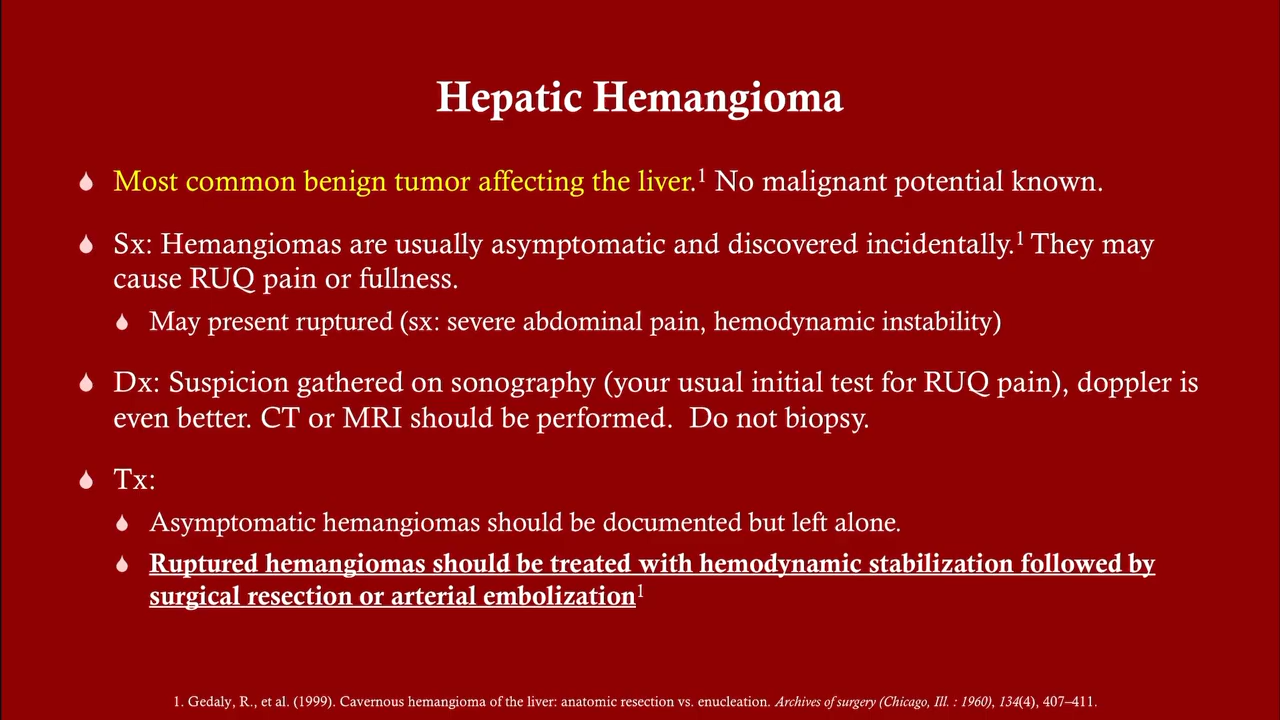 Hepatic Hemangioma
Most common benign tumor affecting the liver.¹ No malignant potential known.
Sx: Hemangiomas are usually asymptomatic and discovered incidentally.¹ They may
cause RUQ pain or fullness.
May present ruptured (sx: severe abdominal pain, hemodynamic instability)
Dx: Suspicion gathered on sonography (your usual initial test for RUQ pain), doppler is
even better. CT or MRI should be performed.  Do not biopsy.
Tx:
Asymptomatic hemangiomas should be documented but left alone.
Ruptured hemangiomas should be treated with hemodynamic stabilization followed by
surgical resection or arterial embolization¹
1. Gedaly, R., et al. (1999). Cavernous hemangioma of the liver: anatomic resection vs. enucleation. Archives of surgery (Chicago, Ill. : 1960), 134(4), 407–411.